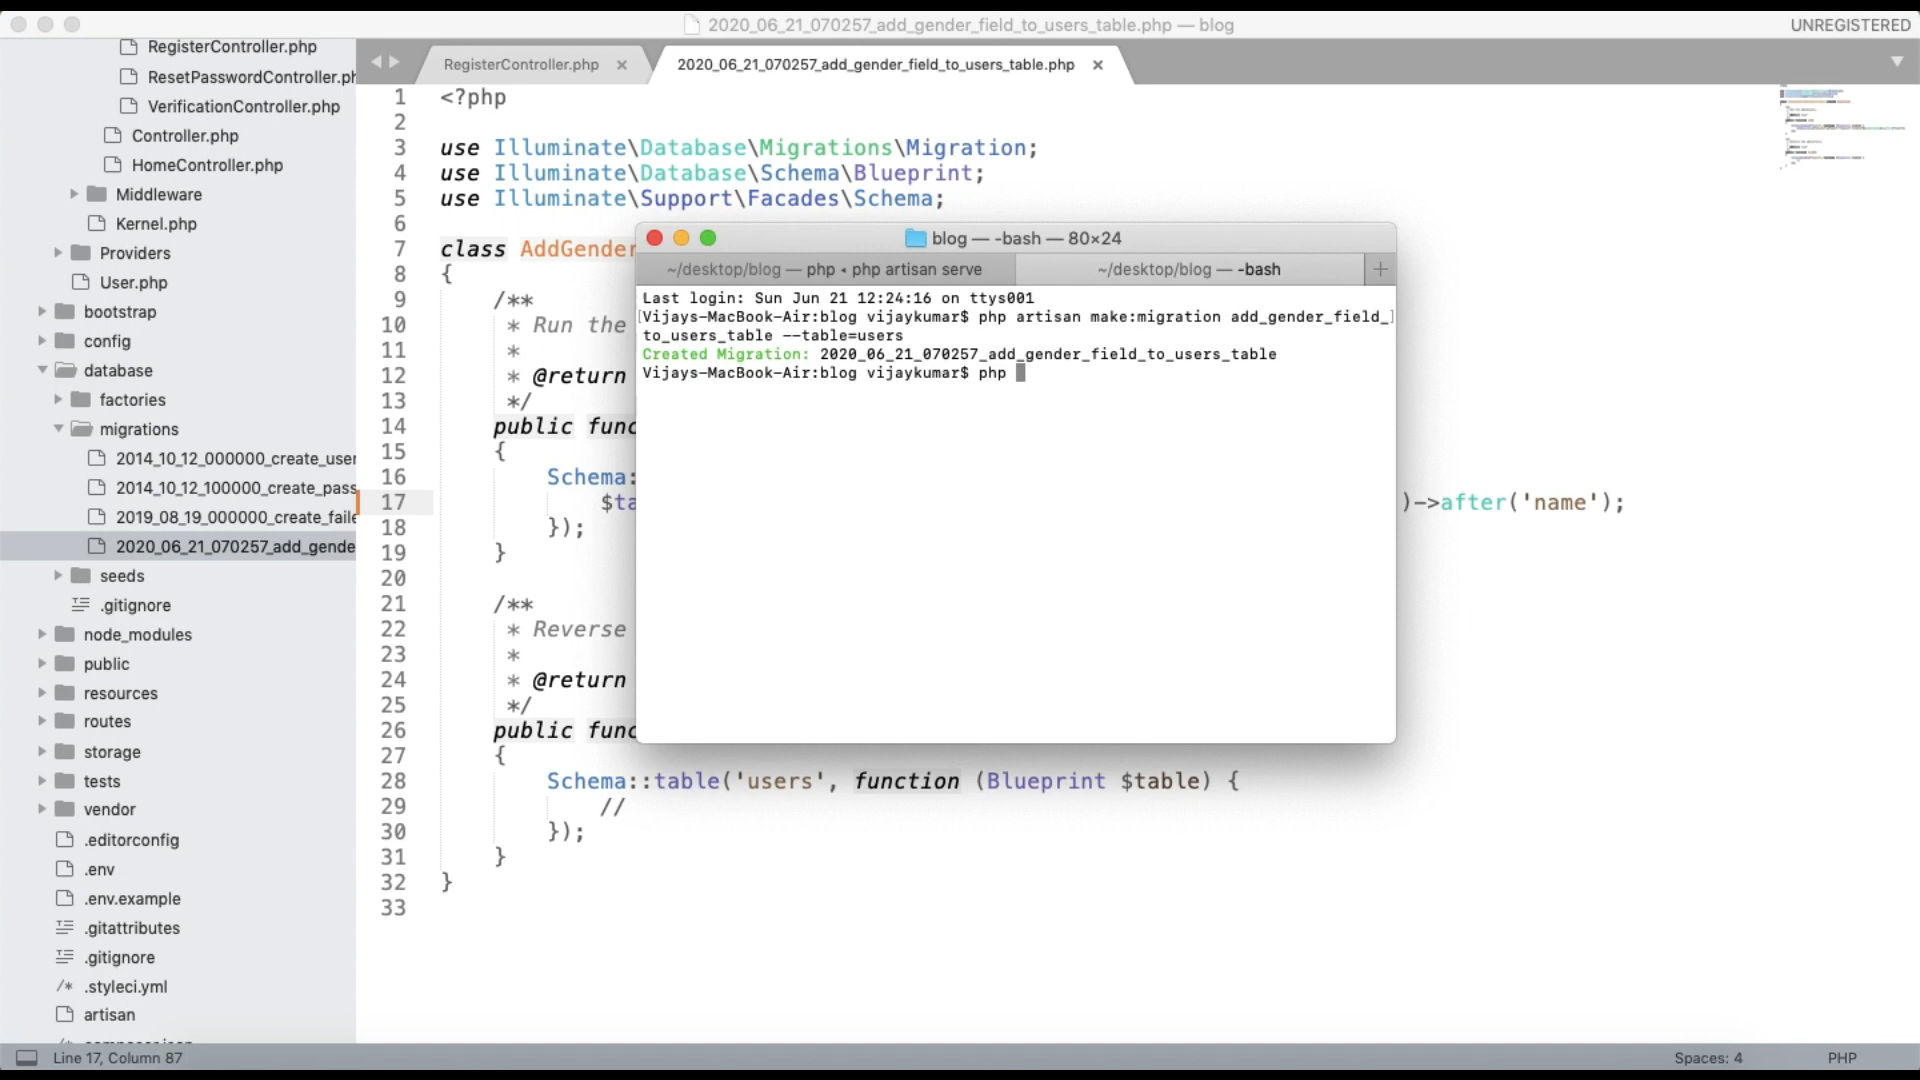 2020_06_21_070257_add_gender_field_to_users_table.php — blog
UNREGISTERED
RegisterController.php
ResetPasswordController.ph
VerificationController.php
Controller.php
HomeController.php
Middleware
Kernel.php
Providers
User.php
bootstrap
config
database
factories
migrations
2014_10_12_000000_create_user
2014_10_12_100000_create_pass
2019_08_19_000000_create_faile
2020_06_21_070257_add_gende
seeds
.gitignore
node_modules
public
resources
routes
storage
tests
vendor
.editorconfig
.env
.env.example
.gitattributes
.gitignore
.styleci.yml
artisan
RegisterController.php ×
2020_06_21_070257_add_gender_field_to_users_table.php ×
1 <?php
2
3 use Illuminate\Database\Migrations\Migration;
4 use Illuminate\Database\Schema\Blueprint;
5 use Illuminate\Support\Facades\Schema;
6
7 class AddGender
8 {
9 /**
10 * Run the
11 *
12 * @return
13 */
14 public func
15 {
16 Schema:
17 $ta )->after('name');
18 });
19 }
20
21 /**
22 * Reverse
23 *
24 * @return
25 */
26 public func
27 {
28 Schema::table('users', function (Blueprint $table) {
29 //
30 });
31 }
32 }
33
blog — -bash — 80×24
~/desktop/blog — php • php artisan serve
~/desktop/blog — -bash
Last login: Sun Jun 21 12:24:16 on ttys001
[Vijays-MacBook-Air:blog vijaykumar$ php artisan make:migration add_gender_field_]
to_users_table --table=users
Created Migration: 2020_06_21_070257_add_gender_field_to_users_table
Vijays-MacBook-Air:blog vijaykumar$ php
Line 17, Column 87
Spaces: 4
PHP